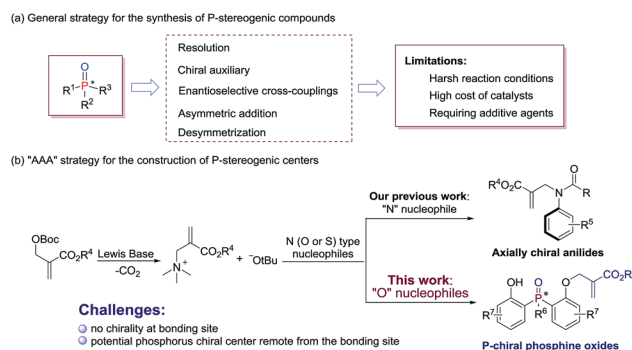 (a) General strategy for the synthesis of P-stereogenic compounds
O
R¹ P * R³
R²
Resolution
Chiral auxiliary
Enantioselective cross-couplings
Asymmetric addition
Desymmetrization
Limitations:
Harsh reaction conditions
High cost of catalysts
Requiring additive agents
(b) "AAA" strategy for the construction of P-stereogenic centers
OBoc
CO₂R⁴
Lewis Base
-CO₂
CO₂R⁴
N⁺
+ ⁻OtBu
N (O or S) type
nucleophiles
Our previous work:
"N" nucleophile
R⁴O₂C
N
O
R
R⁵
Axially chiral anilides
This work:
"O" nucleophiles
OH O O CO₂R
P *
R⁷ R⁶ R⁷
P-chiral phosphine oxides
Challenges:
no chirality at bonding site
potential phosphorus chiral center remote from the bonding site